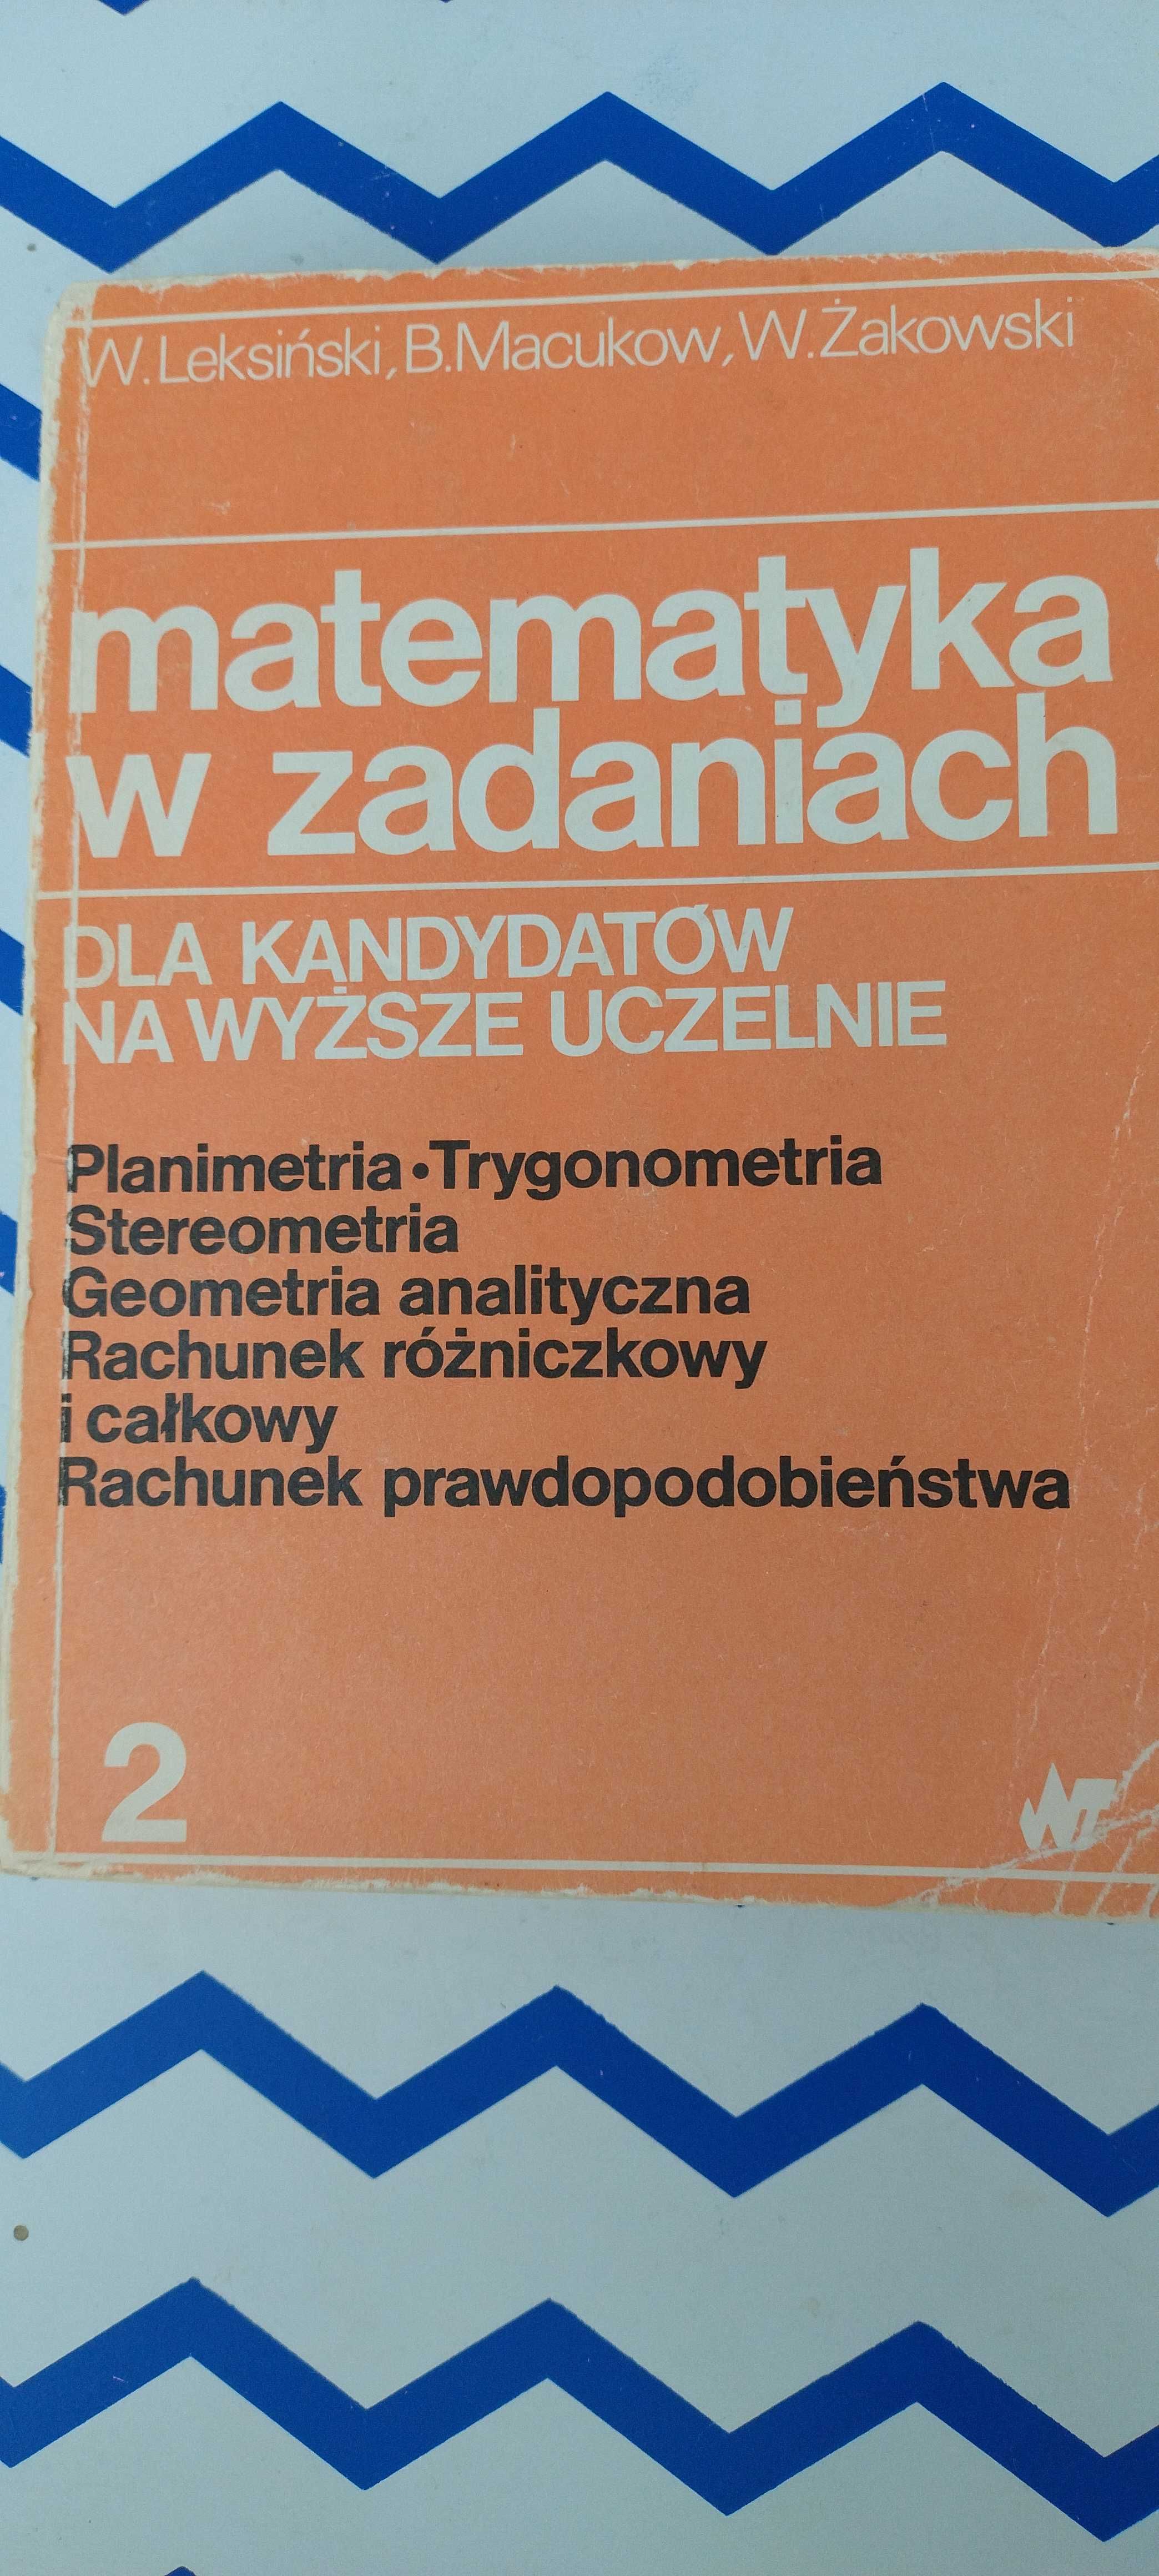 W. Leksiński, B. Macukow, W. Żakowski
matematyka
w zadaniach
DLA KANDYDATÓW
NA WYŻSZE UCZELNIE
Planimetria • Trygonometria
Stereometria
Geometria analityczna
Rachunek różniczkowy
i całkowy
Rachunek prawdopodobieństwa
2
WNT